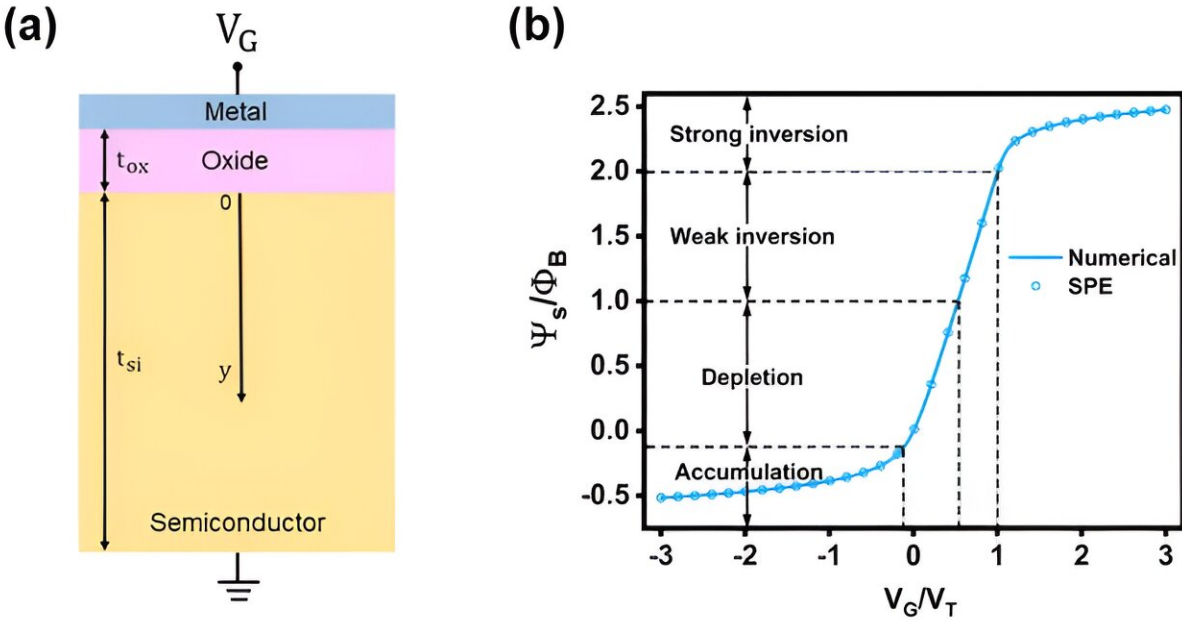 (a)
V_G
Metal
t_ox
Oxide
0
t_si
y
Semiconductor
(b)
Ψ_s/Φ_B
2.5
2.0
1.5
1.0
0.5
0.0
-0.5
Strong inversion
Weak inversion
Depletion
Accumulation
Numerical
SPE
-3 -2 -1 0 1 2 3
V_G/V_T